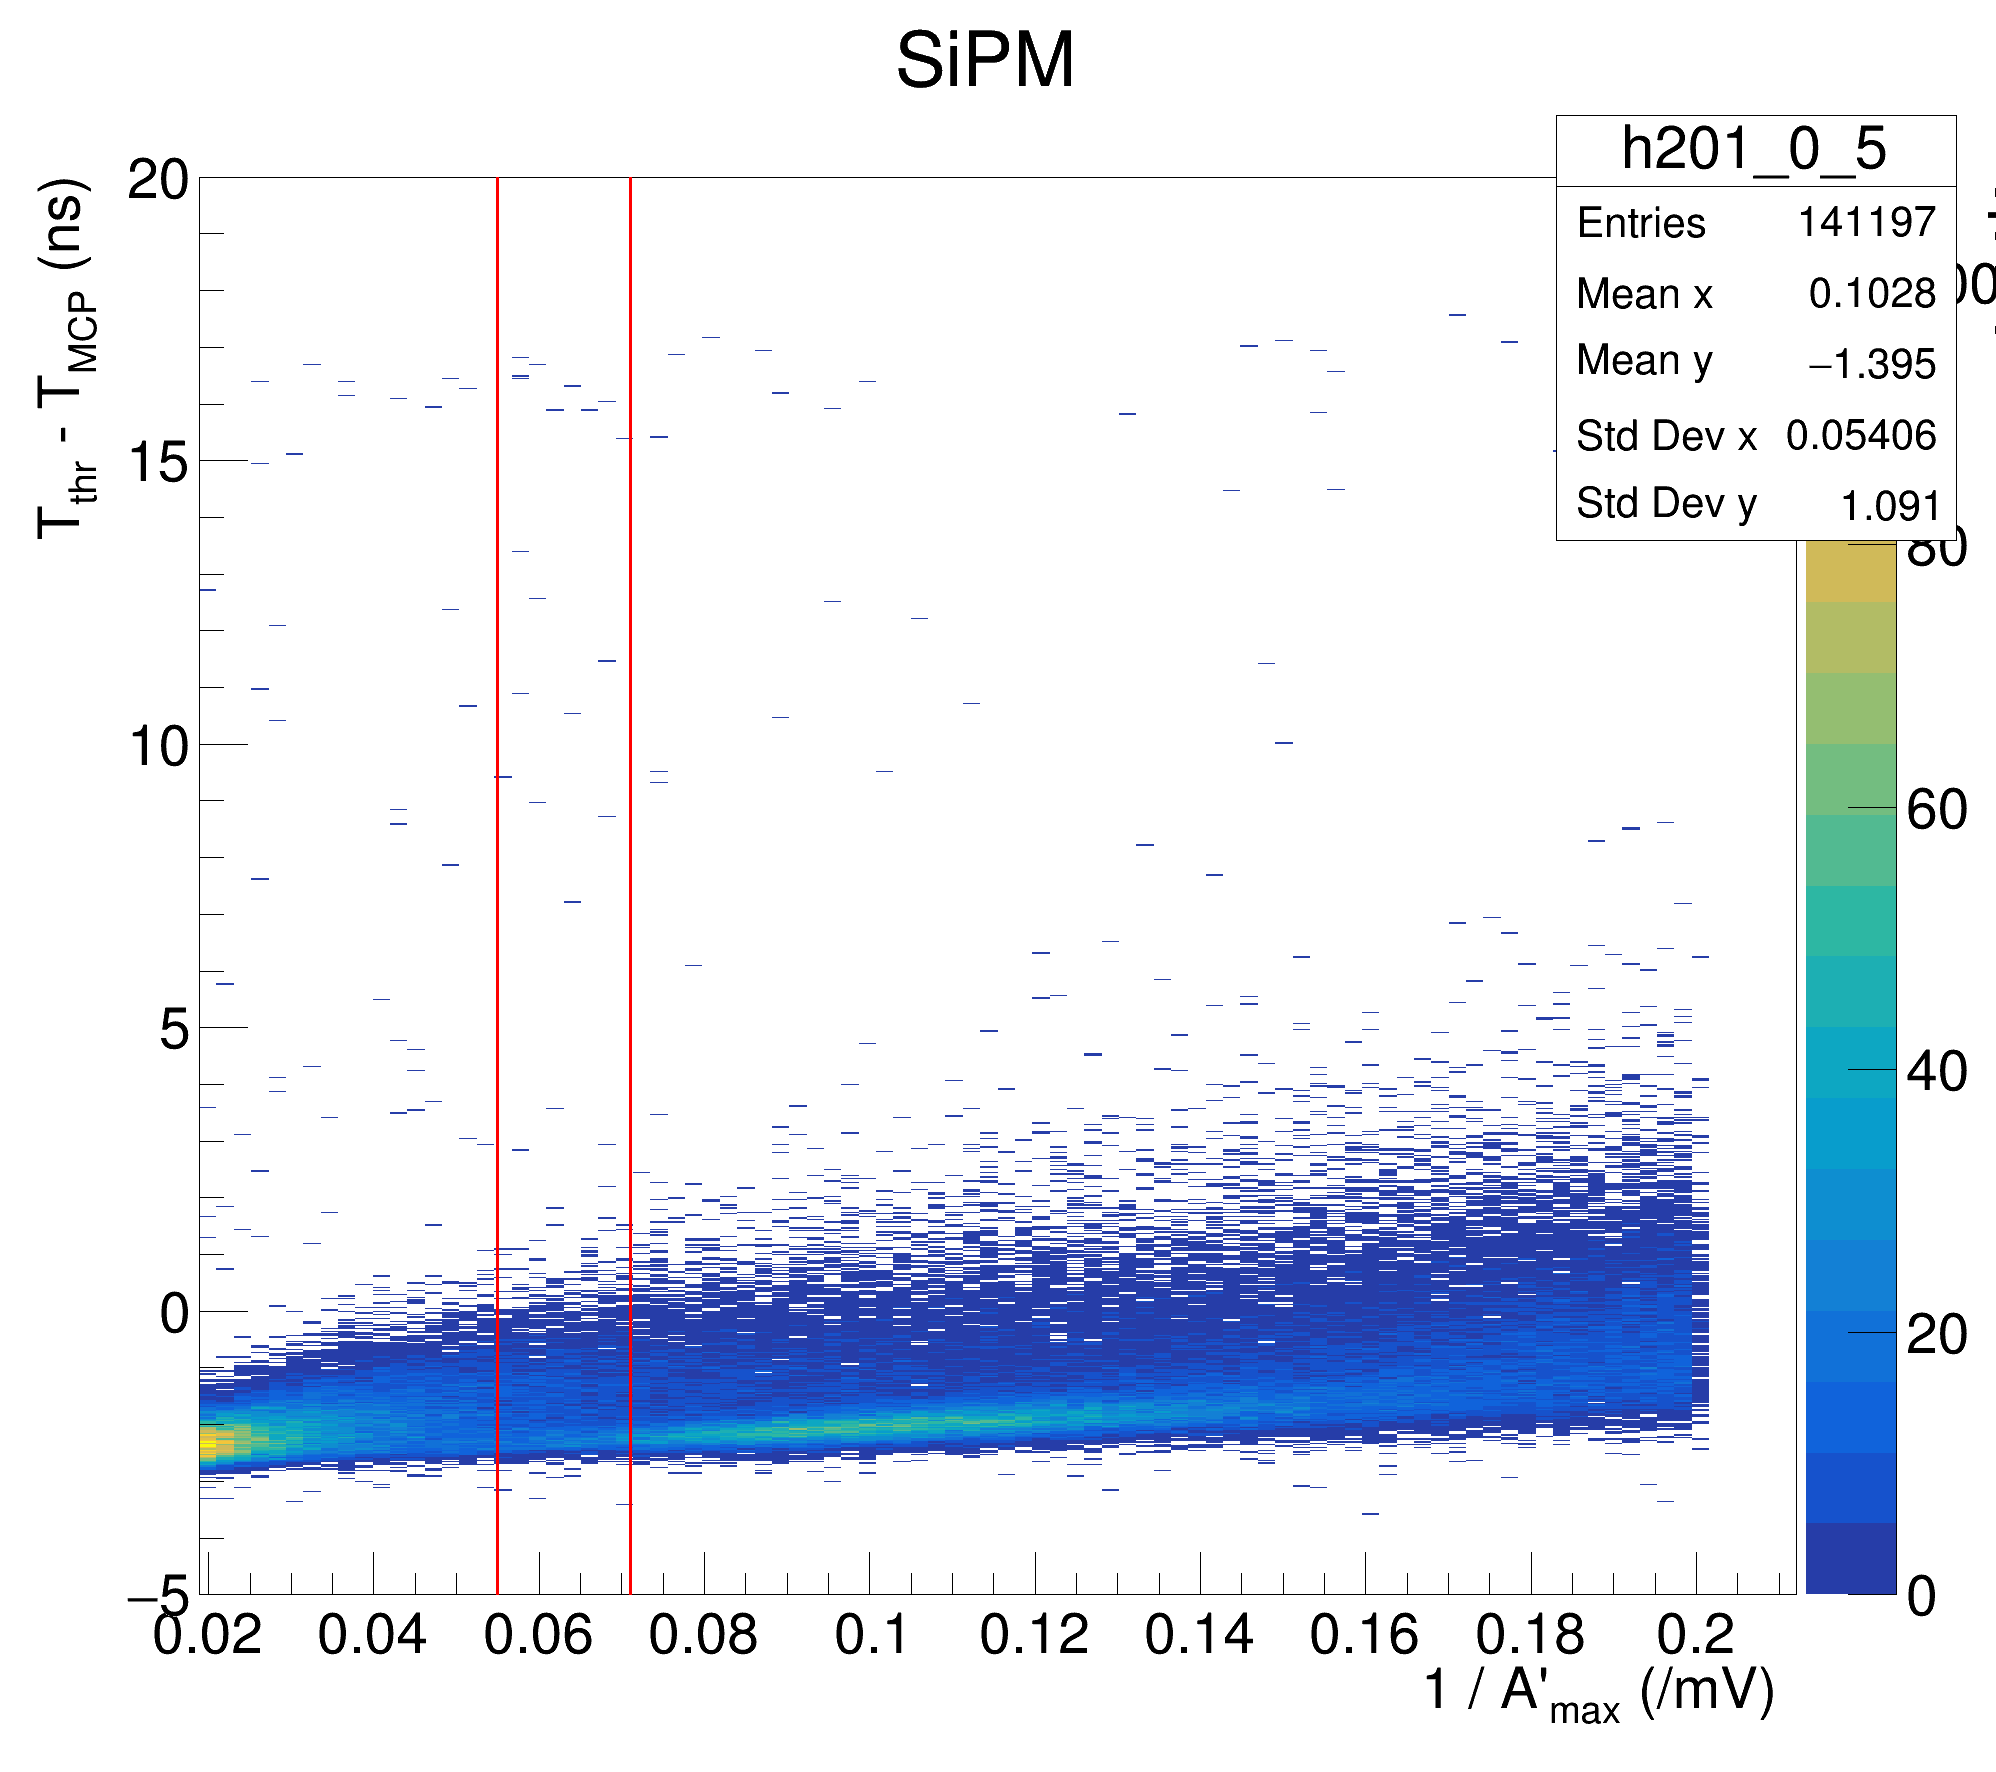 SiPM
h201_0_5
Entries 141197
Mean x 0.1028
Mean y −1.395
Std Dev x 0.05406
Std Dev y 1.091
T_thr - T_MCP (ns)
20
15
10
5
0
−5
80
60
40
20
0
0.02 0.04 0.06 0.08 0.1 0.12 0.14 0.16 0.18 0.2
1 / A'_max (/mV)